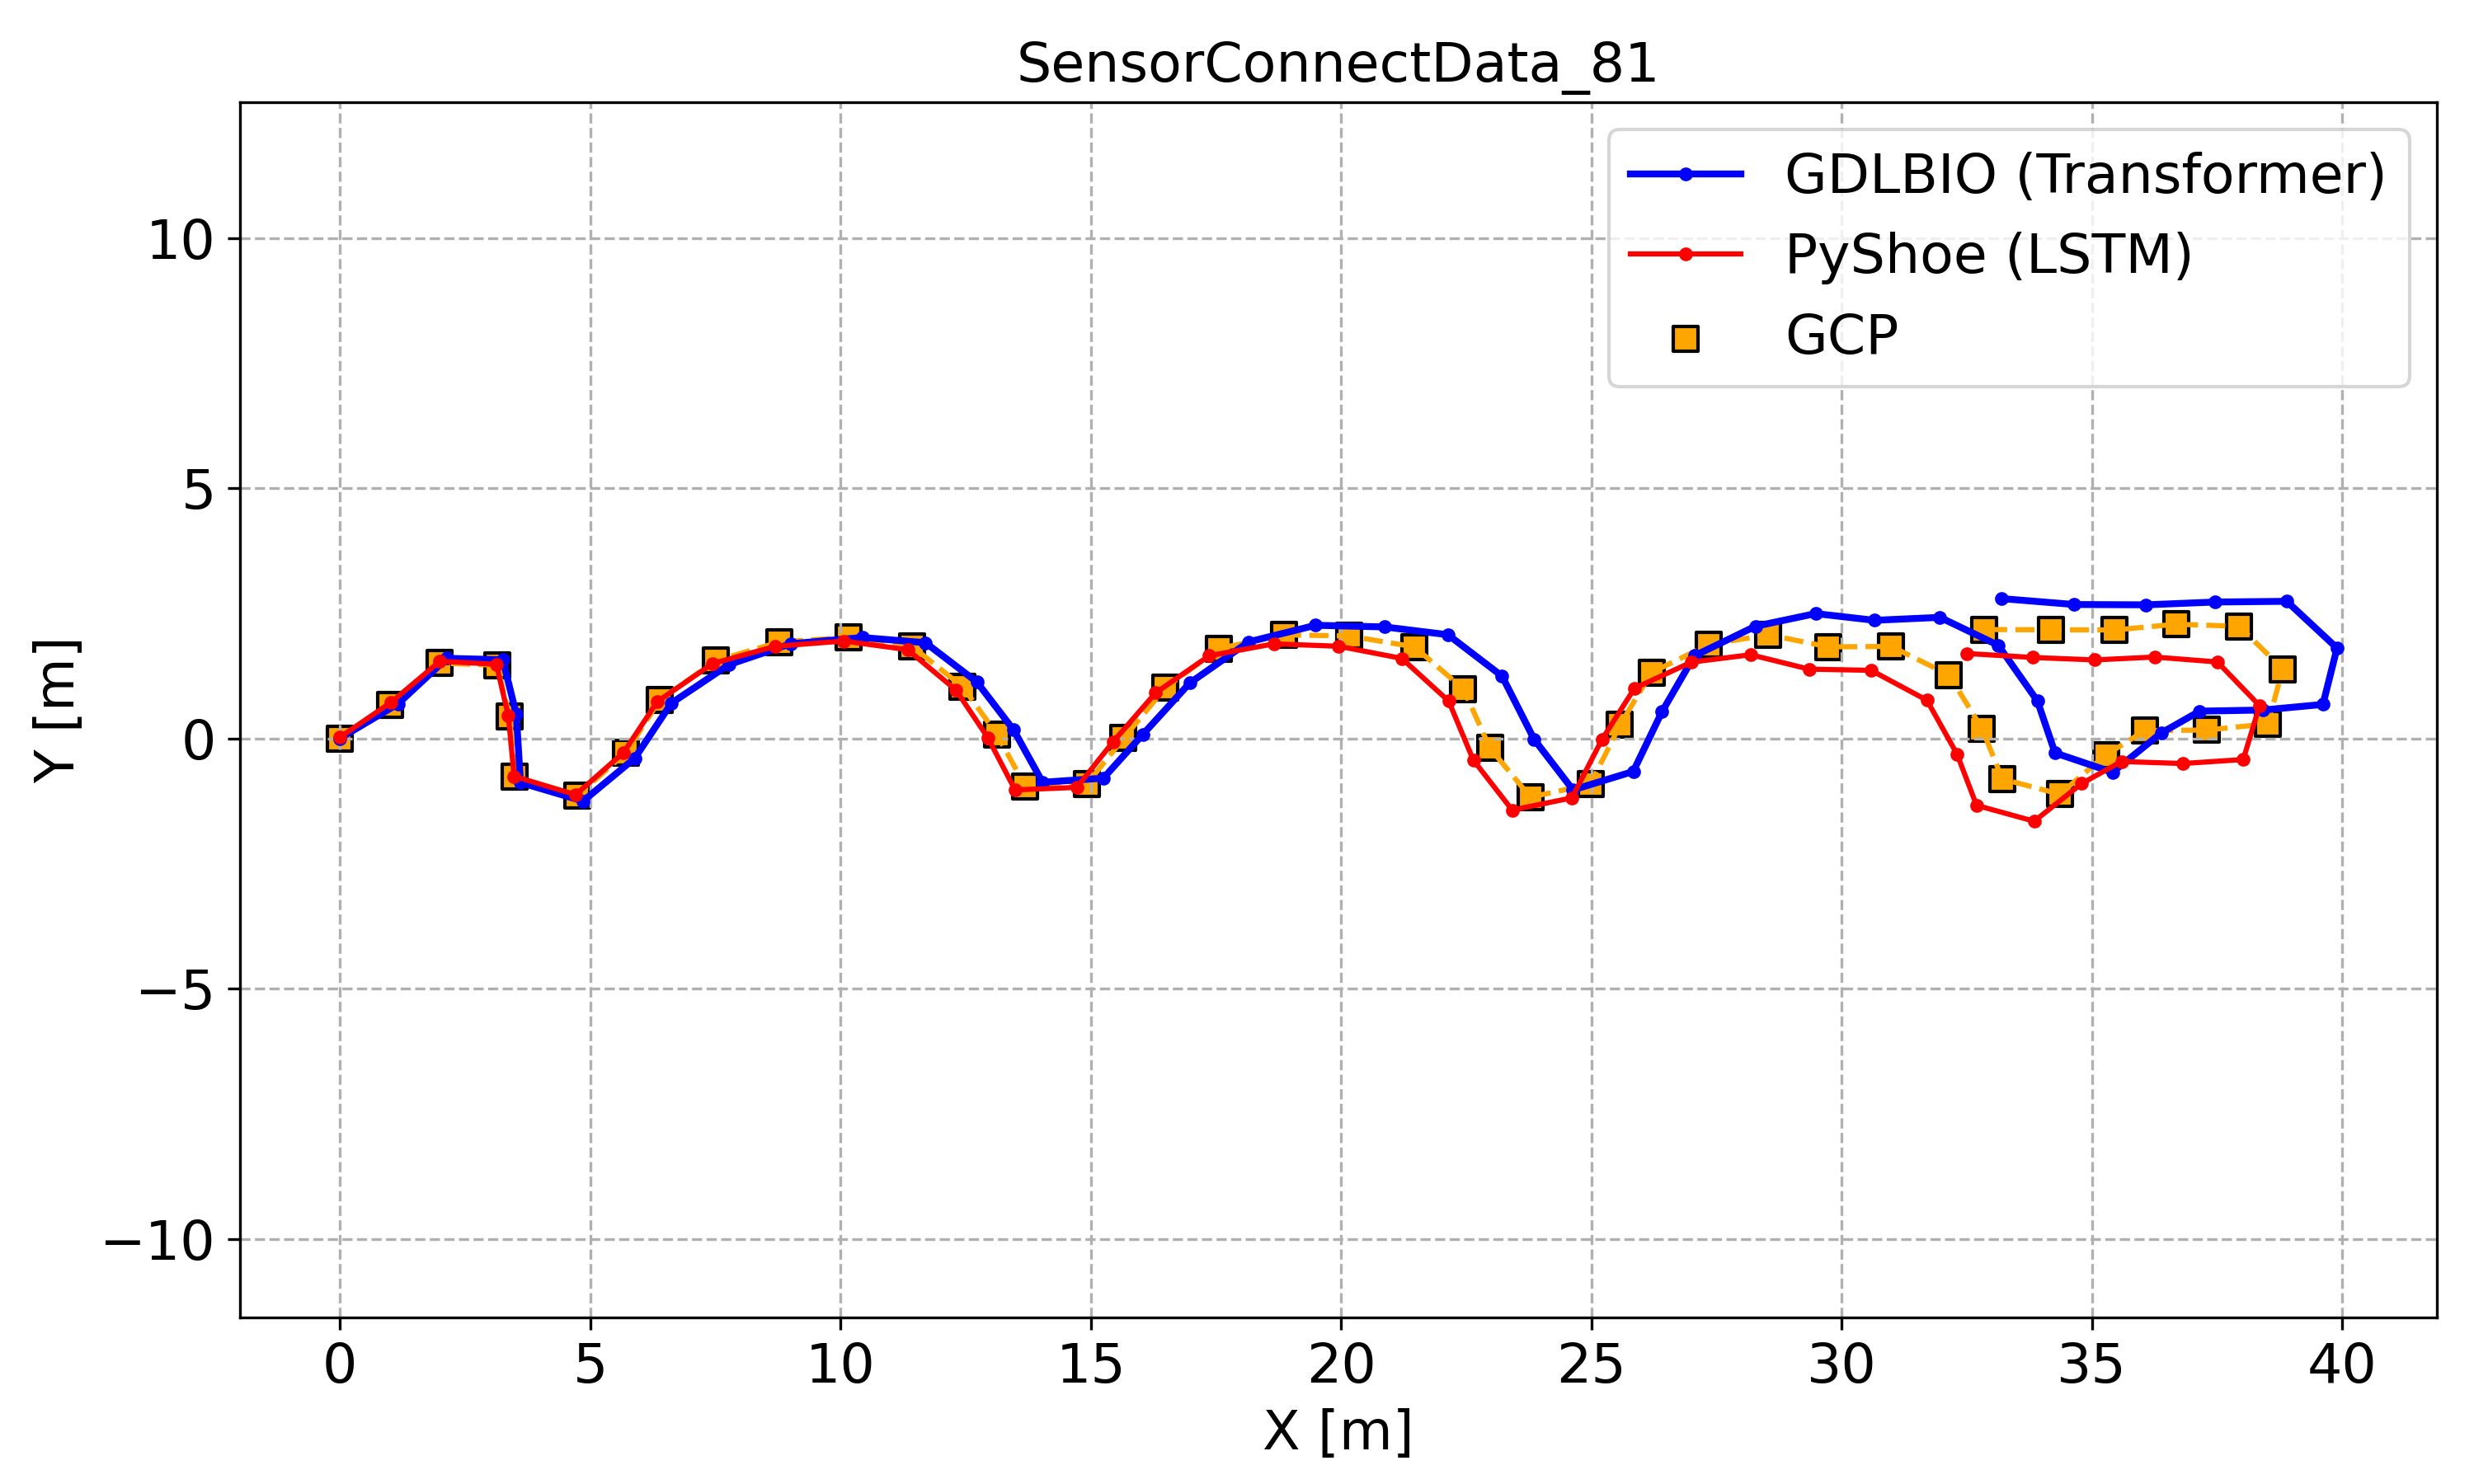 SensorConnectData_81
GDLBIO (Transformer)
PyShoe (LSTM)
GCP
10
5
0
−5
−10
Y [m]
0 5 10 15 20 25 30 35 40
X [m]